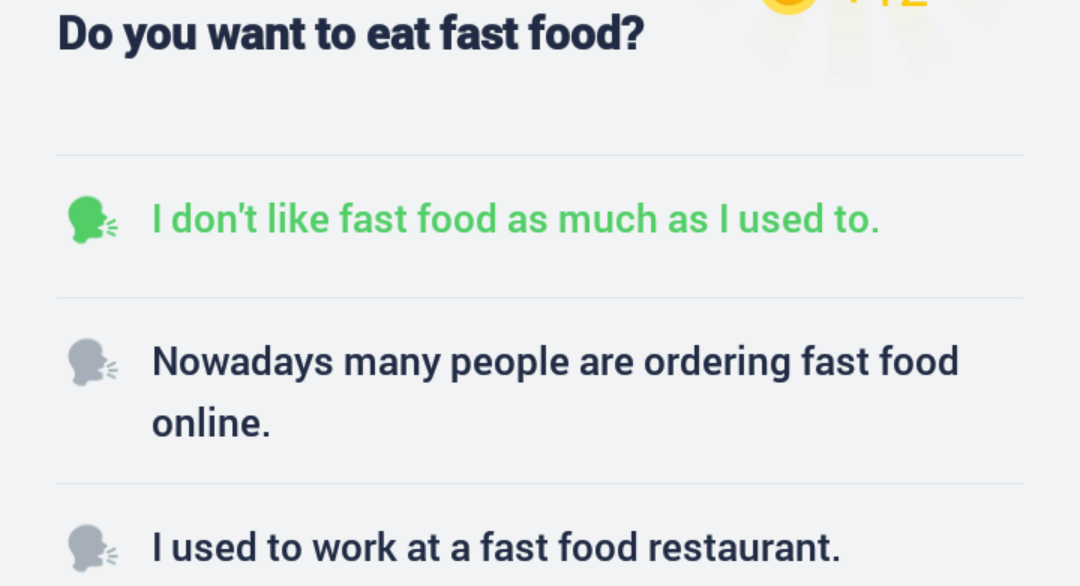 Do you want to eat fast food?
I don't like fast food as much as I used to.
Nowadays many people are ordering fast food
online.
I used to work at a fast food restaurant.